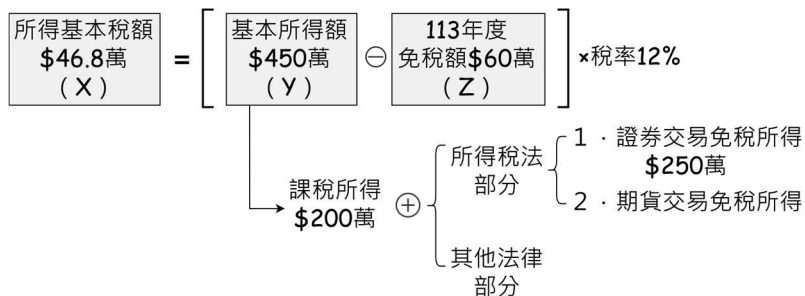 所得基本稅額
$46.8萬
(X)
=
基本所得額
$450萬
(Y)
⊖
113年度
免稅額$60萬
(Z)
×稅率12%
課稅所得
$200萬
⊕
所得稅法
部分
1．證券交易免稅所得
$250萬
2．期貨交易免稅所得
其他法律
部分